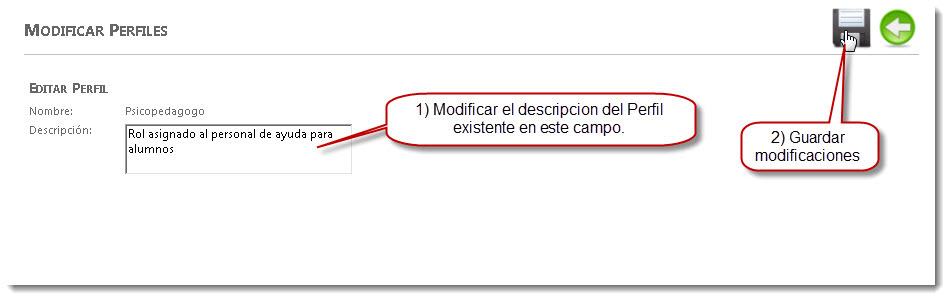 MODIFICAR PERFILES
EDITAR PERFIL
Nombre: Psicopedagogo
Descripción: Rol asignado al personal de ayuda para
alumnos
1) Modificar el descripcion del Perfil
existente en este campo.
2) Guardar
modificaciones